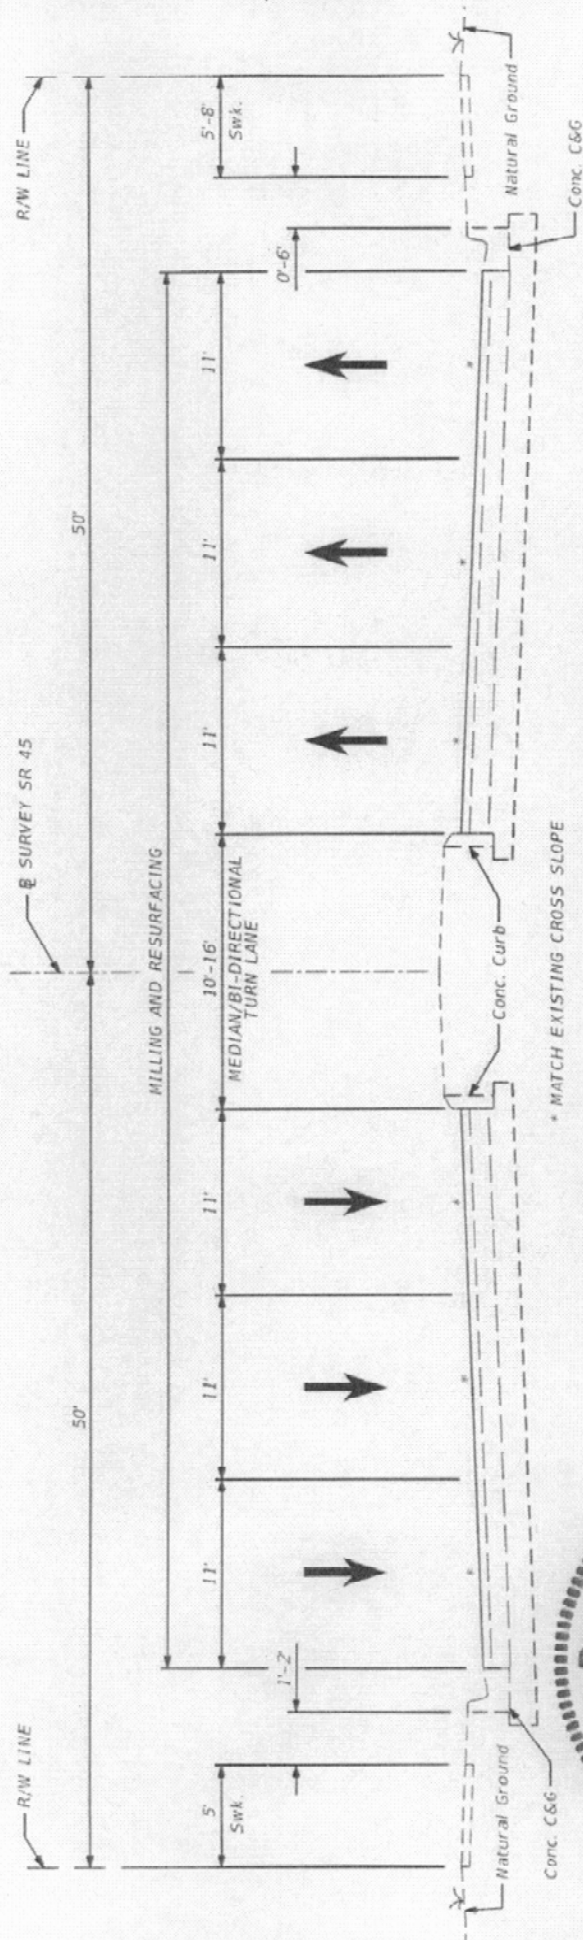 R/W LINE
℄ SURVEY SR 45
R/W LINE
50'
50'
MILLING AND RESURFACING
5'
Swk.
11'
11'
11'
10'-16'
MEDIAN/BI-DIRECTIONAL
TURN LANE
11'
11'
11'
5'-8'
Swk.
1'-2'
0'-6'
*
*
*
*
*
*
Natural Ground
Conc. C&G
Conc. Curb
Natural Ground
Conc. C&G
* MATCH EXISTING CROSS SLOPE